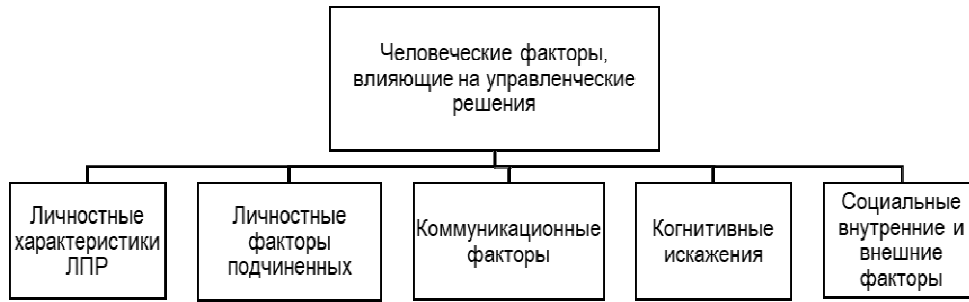 Человеческие факторы,
влияющие на управленческие
решения
Личностные
характеристики
ЛПР
Личностные
факторы
подчиненных
Коммуникационные
факторы
Когнитивные
искажения
Социальные
внутренние и
внешние
факторы